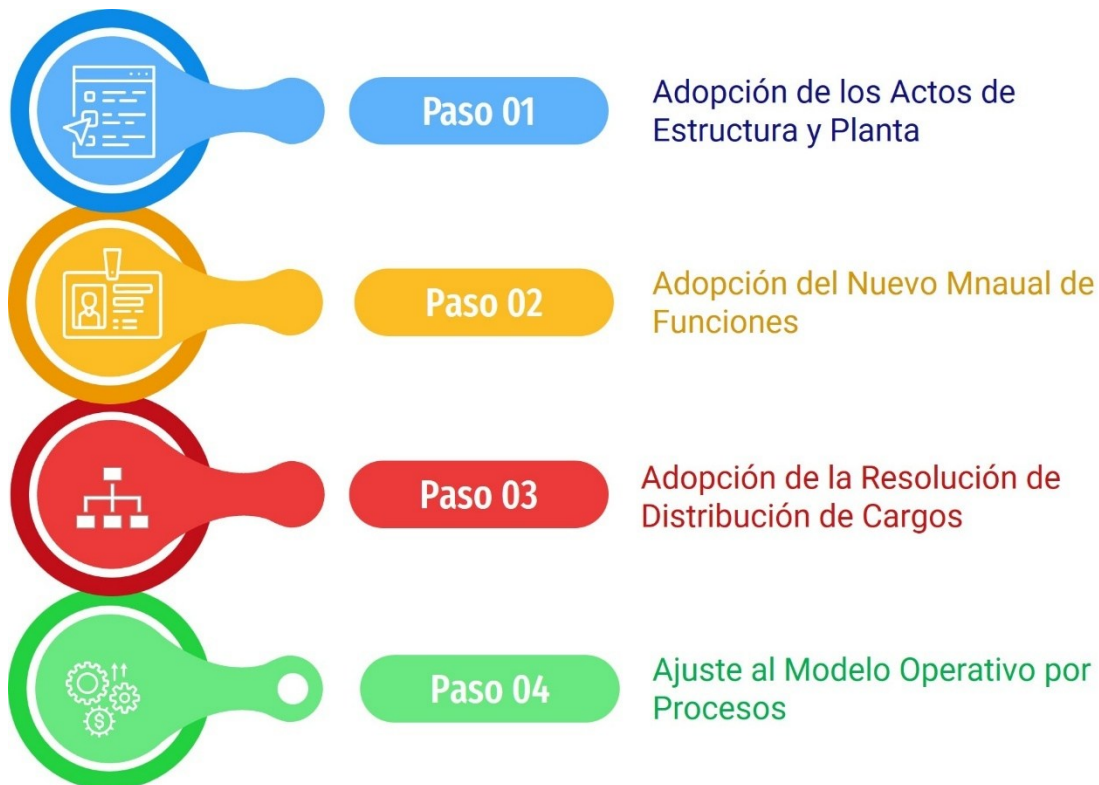 Paso 01
Adopción de los Actos de
Estructura y Planta
Paso 02
Adopción del Nuevo Mnaual de
Funciones
Paso 03
Adopción de la Resolución de
Distribución de Cargos
Paso 04
Ajuste al Modelo Operativo por
Procesos
$